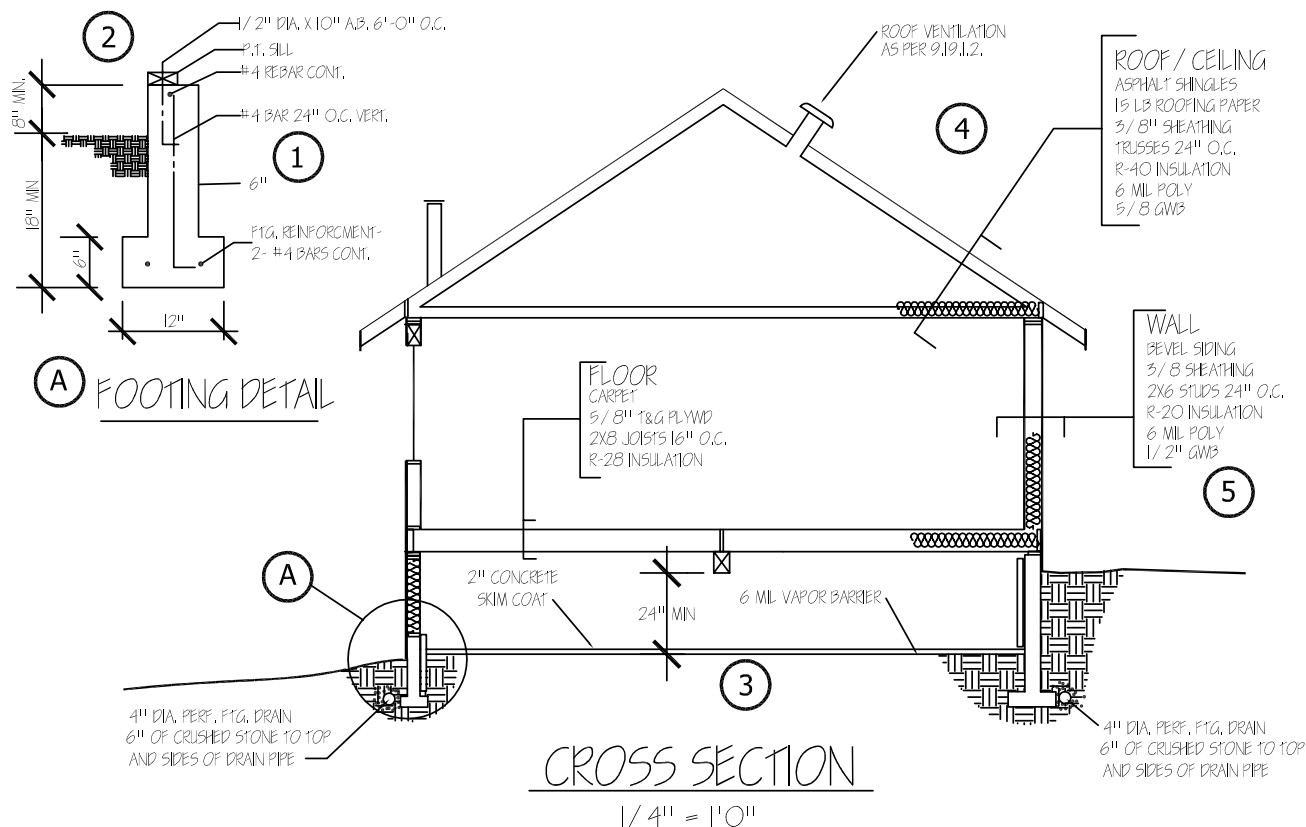 2
1/2" DIA. X 10" A.B. 6'-0" O.C.
P.T. SILL
#4 REBAR CONT.
#4 BAR 24" O.C. VERT.
8" MIN.
1
6"
18" MIN
FTG. REINFORCMENT-
2- #4 BARS CONT.
6"
12"
A
FOOTING DETAIL
ROOF VENTILATION
AS PER 9.19.1.2.
4
ROOF/ CEILING
ASPHALT SHINGLES
15 LB ROOFING PAPER
3/8" SHEATHING
TRUSSES 24" O.C.
R-40 INSULATION
6 MIL POLY
5/8 GWB
FLOOR
CARPET
5/8" T&G PLYWD
2X8 JOISTS 16" O.C.
R-28 INSULATION
WALL
BEVEL SIDING
3/8 SHEATHING
2X6 STUDS 24" O.C.
R-20 INSULATION
6 MIL POLY
1/2" GWB
5
A
2" CONCRETE
SKIM COAT
24" MIN
6 MIL VAPOR BARRIER
3
4" DIA. PERF. FTG. DRAIN
6" OF CRUSHED STONE TO TOP
AND SIDES OF DRAIN PIPE
4" DIA. PERF. FTG. DRAIN
6" OF CRUSHED STONE TO TOP
AND SIDES OF DRAIN PIPE
CROSS SECTION
1/4" = 1'0"